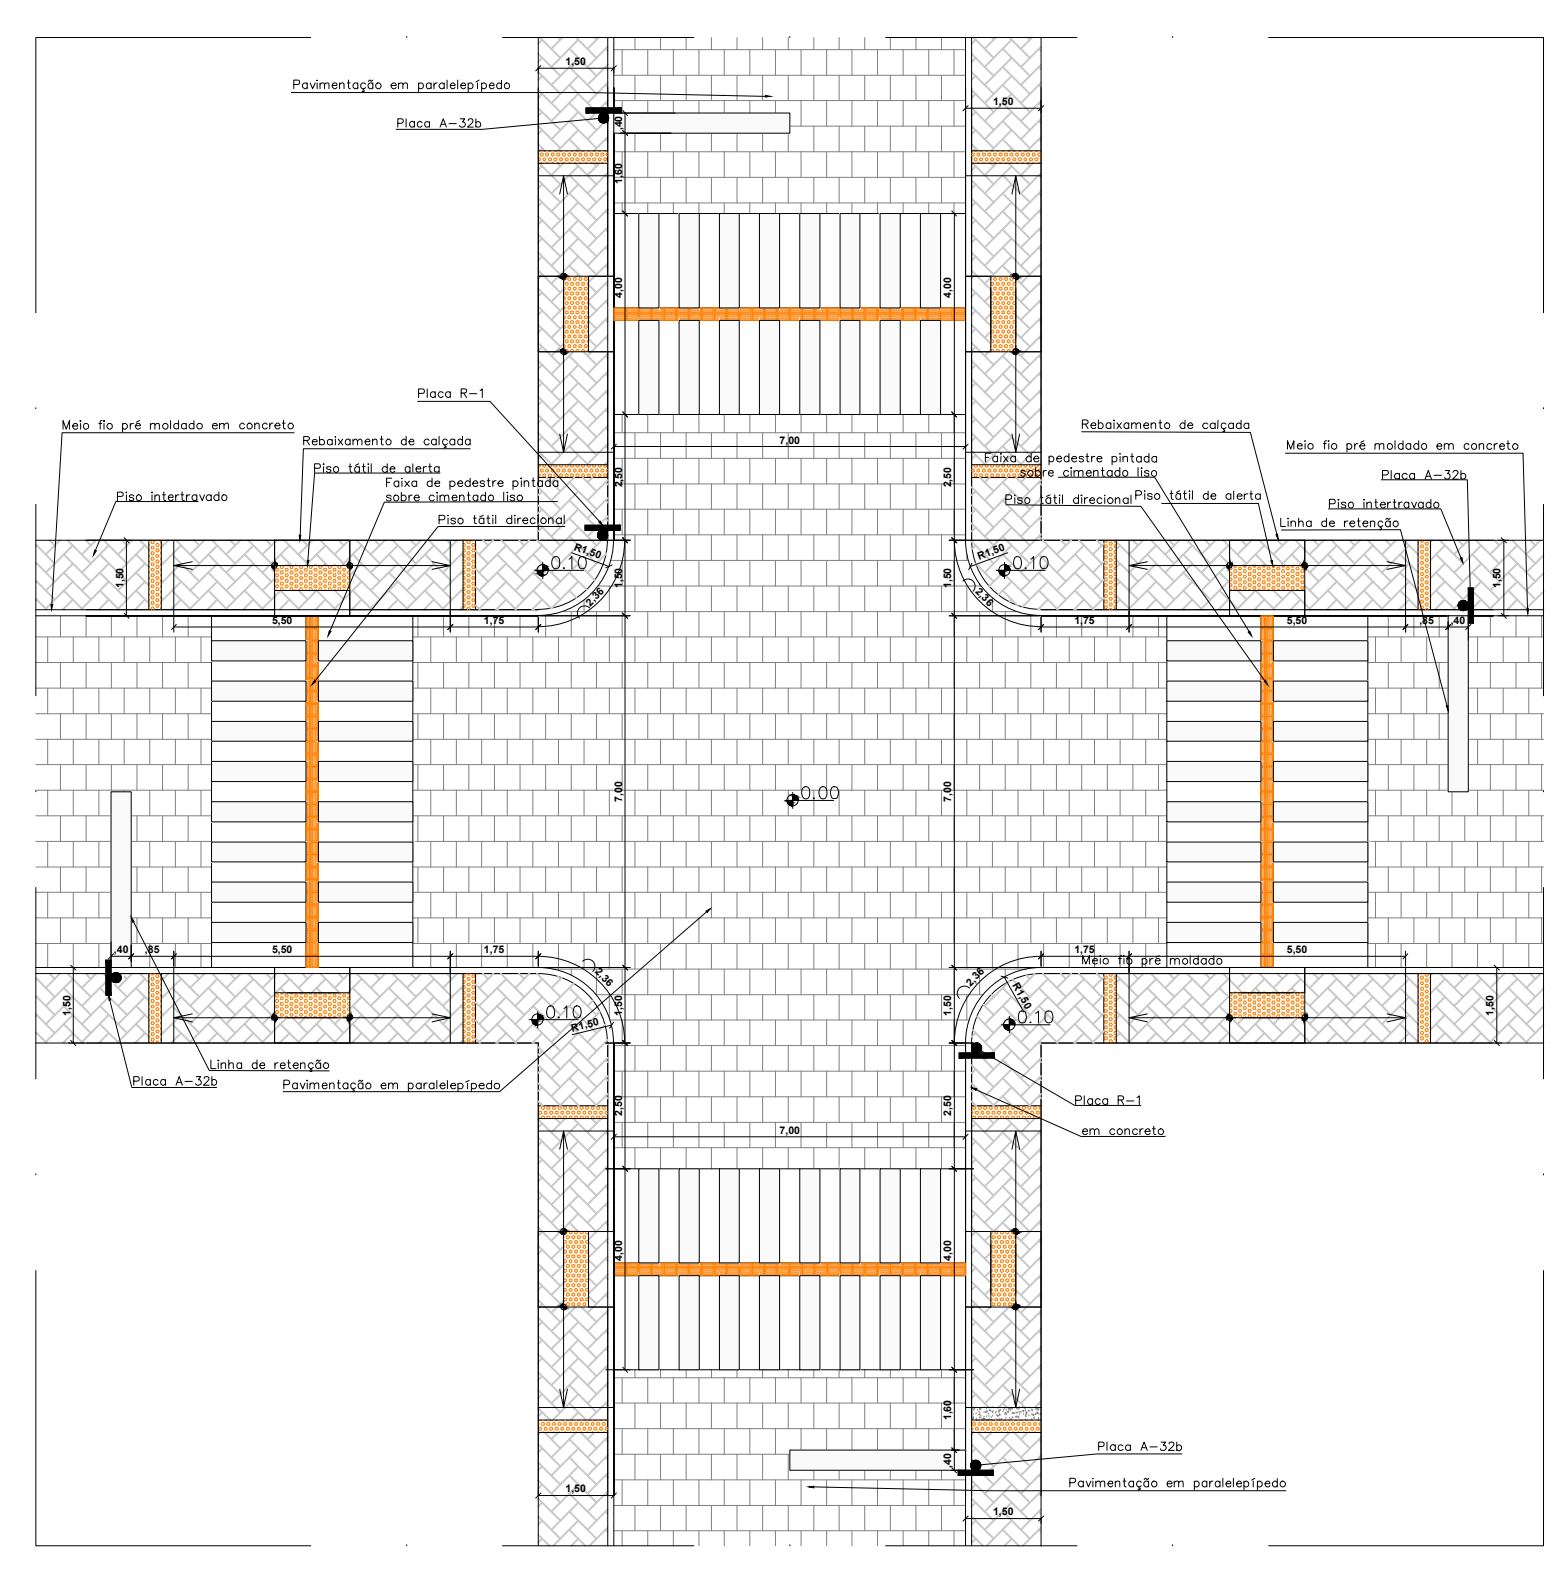 1,50
Pavimentação em paralelepípedo
1,50
Placa A-32b
,40
1,60
4,00
4,00
Placa R-1
Meio fio pré moldado em concreto
Rebaixamento de calçada
7,00
Rebaixamento de calçada
Meio fio pré moldado em concreto
Piso tátil de alerta
Faixa de pedestre pintada
sobre cimentado liso
2,50
2,50
Faixa de pedestre pintada
sobre cimentado liso
Placa A-32b
Piso intertravado
Piso tátil direcional
Piso tátil direcional
Piso tátil de alerta
Piso intertravado
Linha de retenção
1,50
0.10
R1,50
1,50
2,36
1,50
R1,50
0.10
2,36
1,50
5,50
1,75
1,75
5,50
,85
,40
7,00
0.00
7,00
,40
,85
5,50
1,75
1,75
5,50
Meio fio pré moldado
1,50
2,36
0.10
R1,50
1,50
1,50
2,36
R1,50
0.10
1,50
Linha de retenção
Placa A-32b
Pavimentação em paralelepípedo
2,50
2,50
Placa R-1
7,00
em concreto
4,00
4,00
1,60
,40
Placa A-32b
1,50
Pavimentação em paralelepípedo
1,50